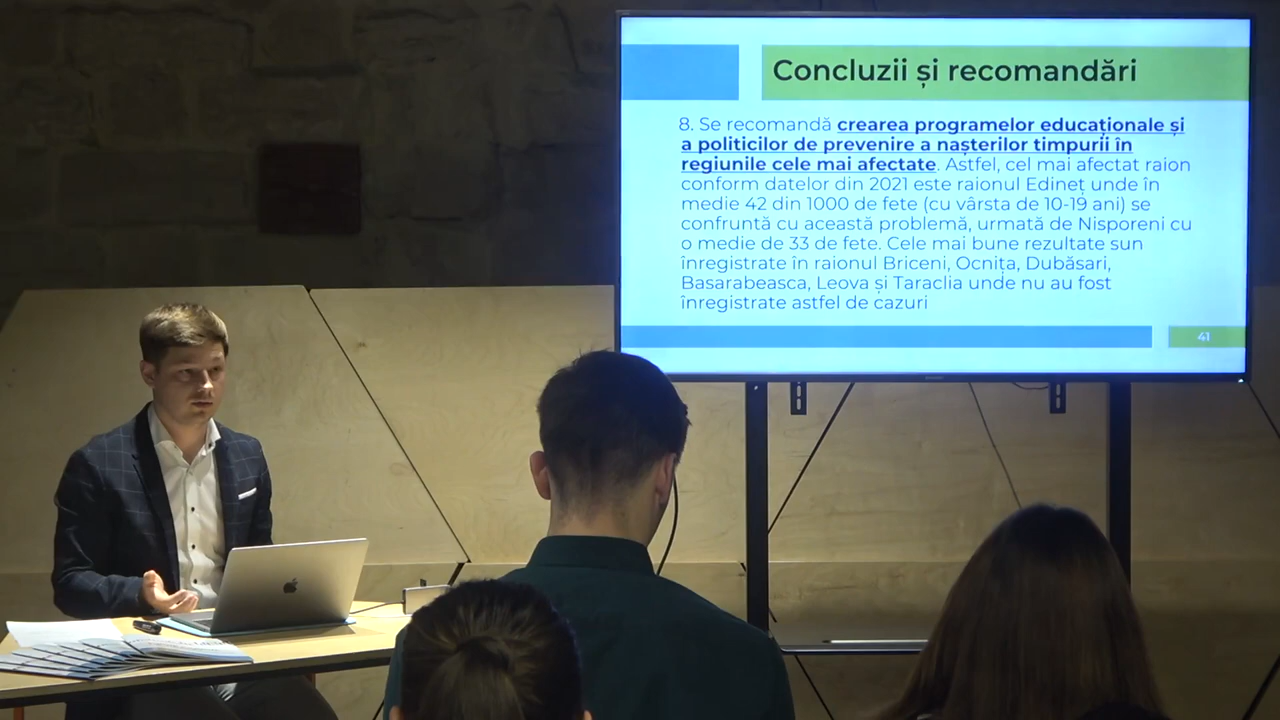 Concluzii și recomandări
8. Se recomandă crearea programelor educaționale și
a politicilor de prevenire a nașterilor timpurii în
regiunile cele mai afectate. Astfel, cel mai afectat raion
conform datelor din 2021 este raionul Edineț unde în
medie 42 din 1000 de fete (cu vârsta de 10-19 ani) se
confruntă cu această problemă, urmată de Nisporeni cu
o medie de 33 de fete. Cele mai bune rezultate sun
înregistrate în raionul Briceni, Ocnița, Dubăsari,
Basarabeasca, Leova și Taraclia unde nu au fost
înregistrate astfel de cazuri
41